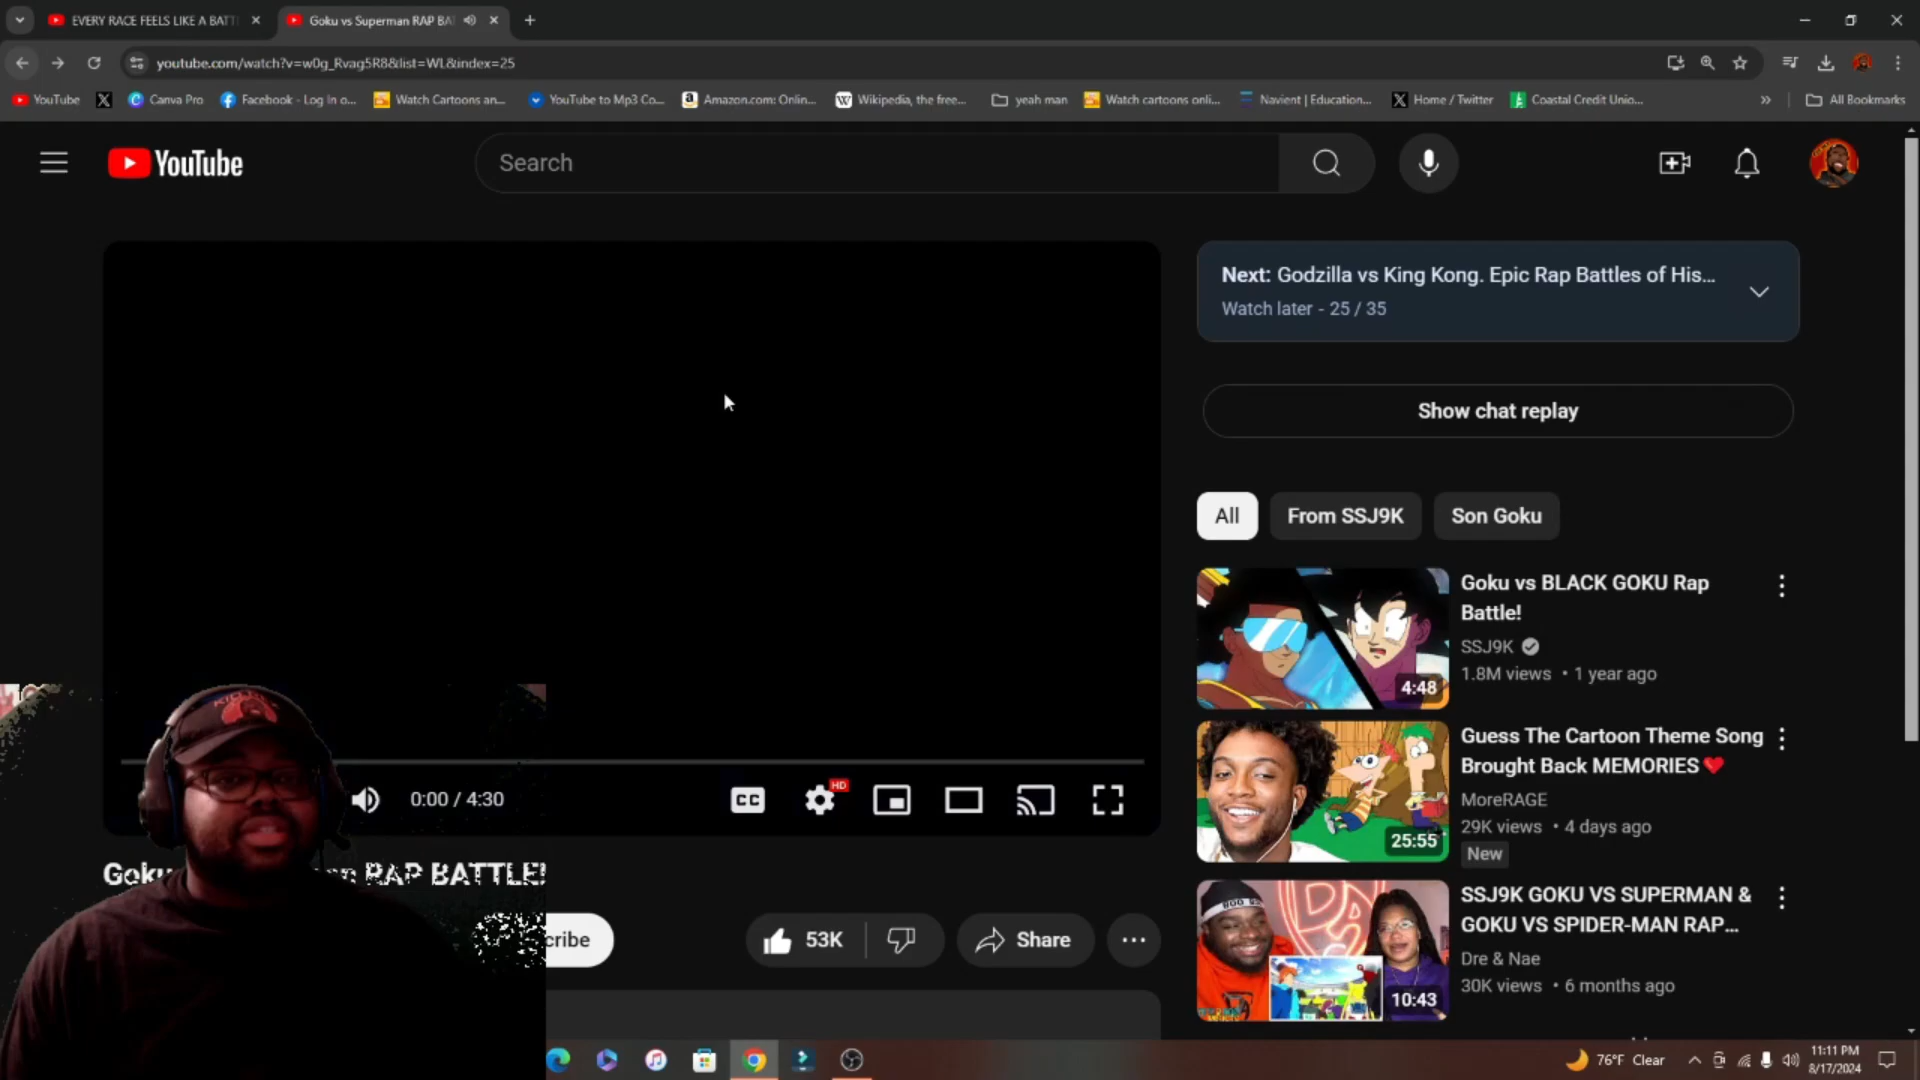 EVERY RACE FEELS LIKE A BATT
Goku vs Superman RAP BA
youtube.com/watch?v=w0g_Rvag5R8&list=WL&index=25
YouTube
Canva Pro
Facebook - Log In o...
Watch Cartoons an...
YouTube to Mp3 Co...
Amazon.com: Onlin...
Wikipedia, the free...
yeah man
Watch cartoons onli...
Navient | Education...
Home / Twitter
Coastal Credit Unio...
All Bookmarks
YouTube
Search
Next: Godzilla vs King Kong. Epic Rap Battles of His...
Watch later - 25 / 35
Show chat replay
All
From SSJ9K
Son Goku
Goku vs BLACK GOKU Rap
Battle!
SSJ9K
1.8M views • 1 year ago
4:48
Guess The Cartoon Theme Song
Brought Back MEMORIES❤️
MoreRAGE
29K views • 4 days ago
New
25:55
SSJ9K GOKU VS SUPERMAN &
GOKU VS SPIDER-MAN RAP...
Dre & Nae
30K views • 6 months ago
10:43
0:00 / 4:30
CC
HD
Goku
RAP BATTLE!
cribe
53K
Share
76°F Clear
11:11 PM
8/17/2024